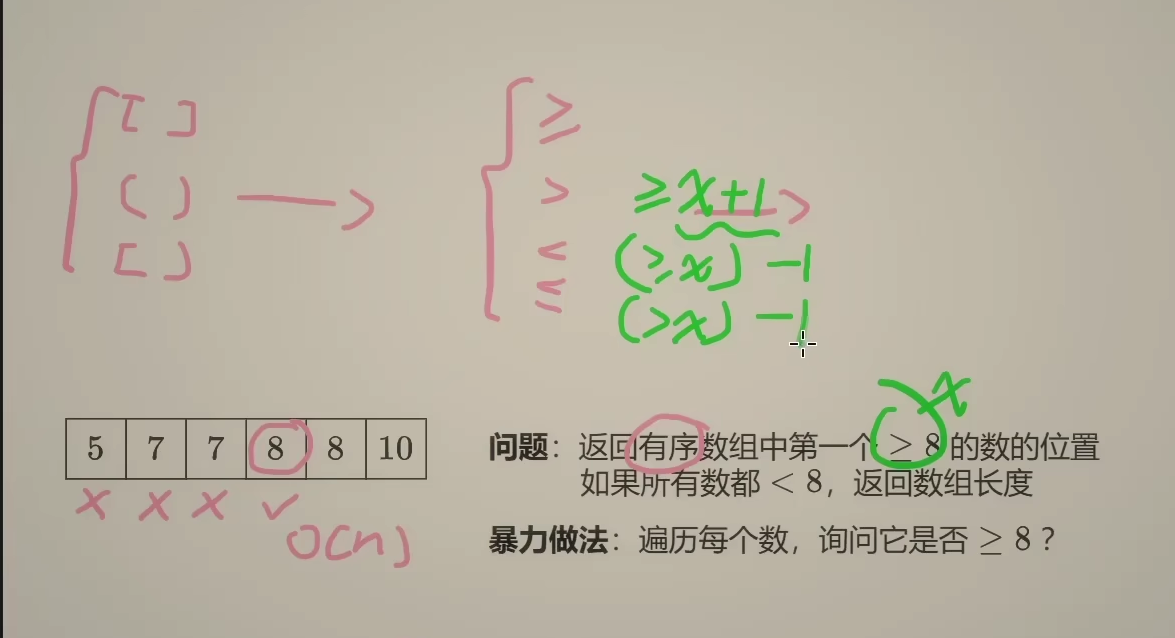 [ ]
( )
[ )
≥
>
<
≤
≥ x+1
(≥x) -1
(>x) -1
x
5 7 7 8 8 10
x x x ✓
O(n)
问题：返回有序数组中第一个 ≥ 8 的数的位置
如果所有数都 < 8，返回数组长度
暴力做法：遍历每个数，询问它是否 ≥ 8？